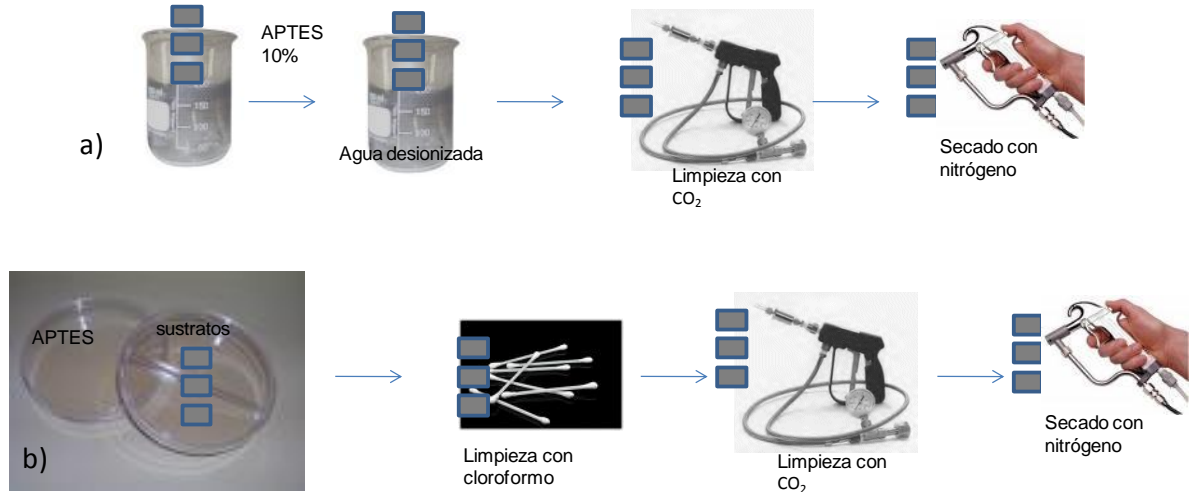 APTES
10%
a)
Agua desionizada
Limpieza con
CO₂
Secado con
nitrógeno
APTES
sustratos
b)
Limpieza con
cloroformo
Limpieza con
CO₂
Secado con
nitrógeno